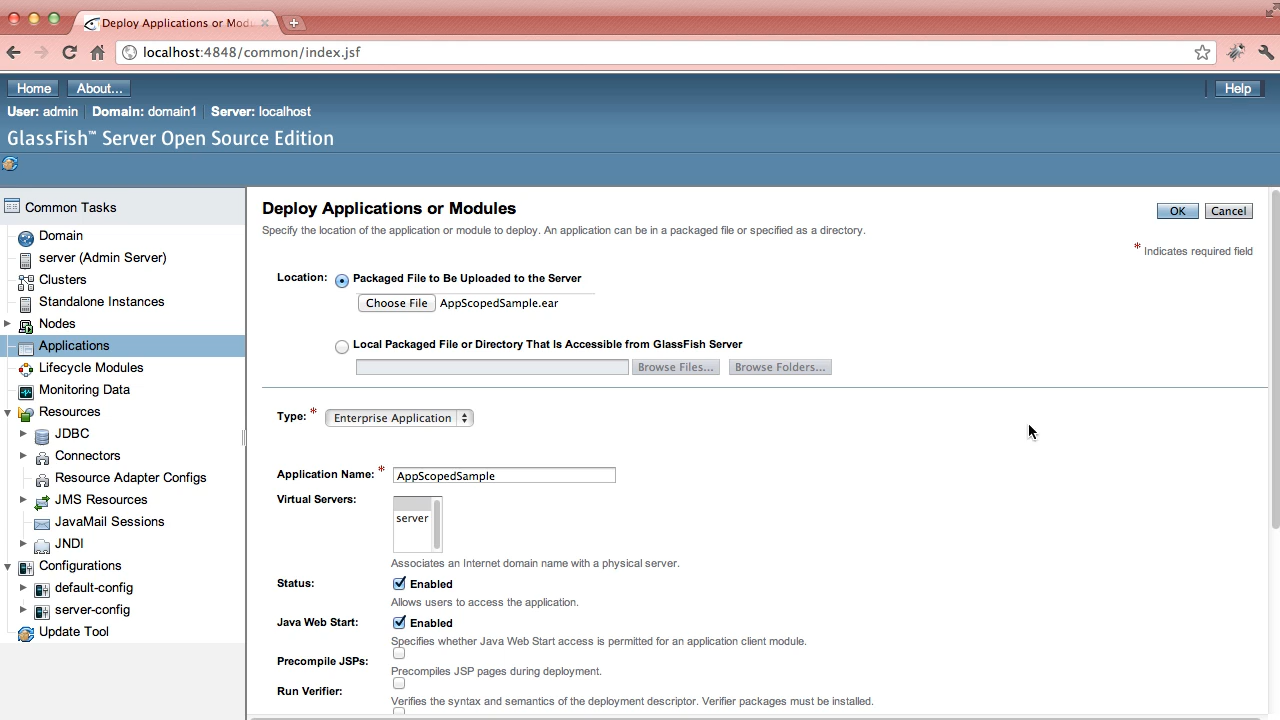 Deploy Applications or Modu
localhost:4848/common/index.jsf
Home About... Help
User: admin Domain: domain1 Server: localhost
GlassFish™ Server Open Source Edition
Common Tasks
Domain
server (Admin Server)
Clusters
Standalone Instances
Nodes
Applications
Lifecycle Modules
Monitoring Data
Resources
JDBC
Connectors
Resource Adapter Configs
JMS Resources
JavaMail Sessions
JNDI
Configurations
default-config
server-config
Update Tool
Deploy Applications or Modules
OK Cancel
Specify the location of the application or module to deploy. An application can be in a packaged file or specified as a directory.
* Indicates required field
Location: Packaged File to Be Uploaded to the Server
Choose File AppScopedSample.ear
Local Packaged File or Directory That Is Accessible from GlassFish Server
Browse Files... Browse Folders...
Type: * Enterprise Application
Application Name: * AppScopedSample
Virtual Servers:
server
Associates an Internet domain name with a physical server.
Status: Enabled
Allows users to access the application.
Java Web Start: Enabled
Specifies whether Java Web Start access is permitted for an application client module.
Precompile JSPs:
Precompiles JSP pages during deployment.
Run Verifier:
Verifies the syntax and semantics of the deployment descriptor. Verifier packages must be installed.